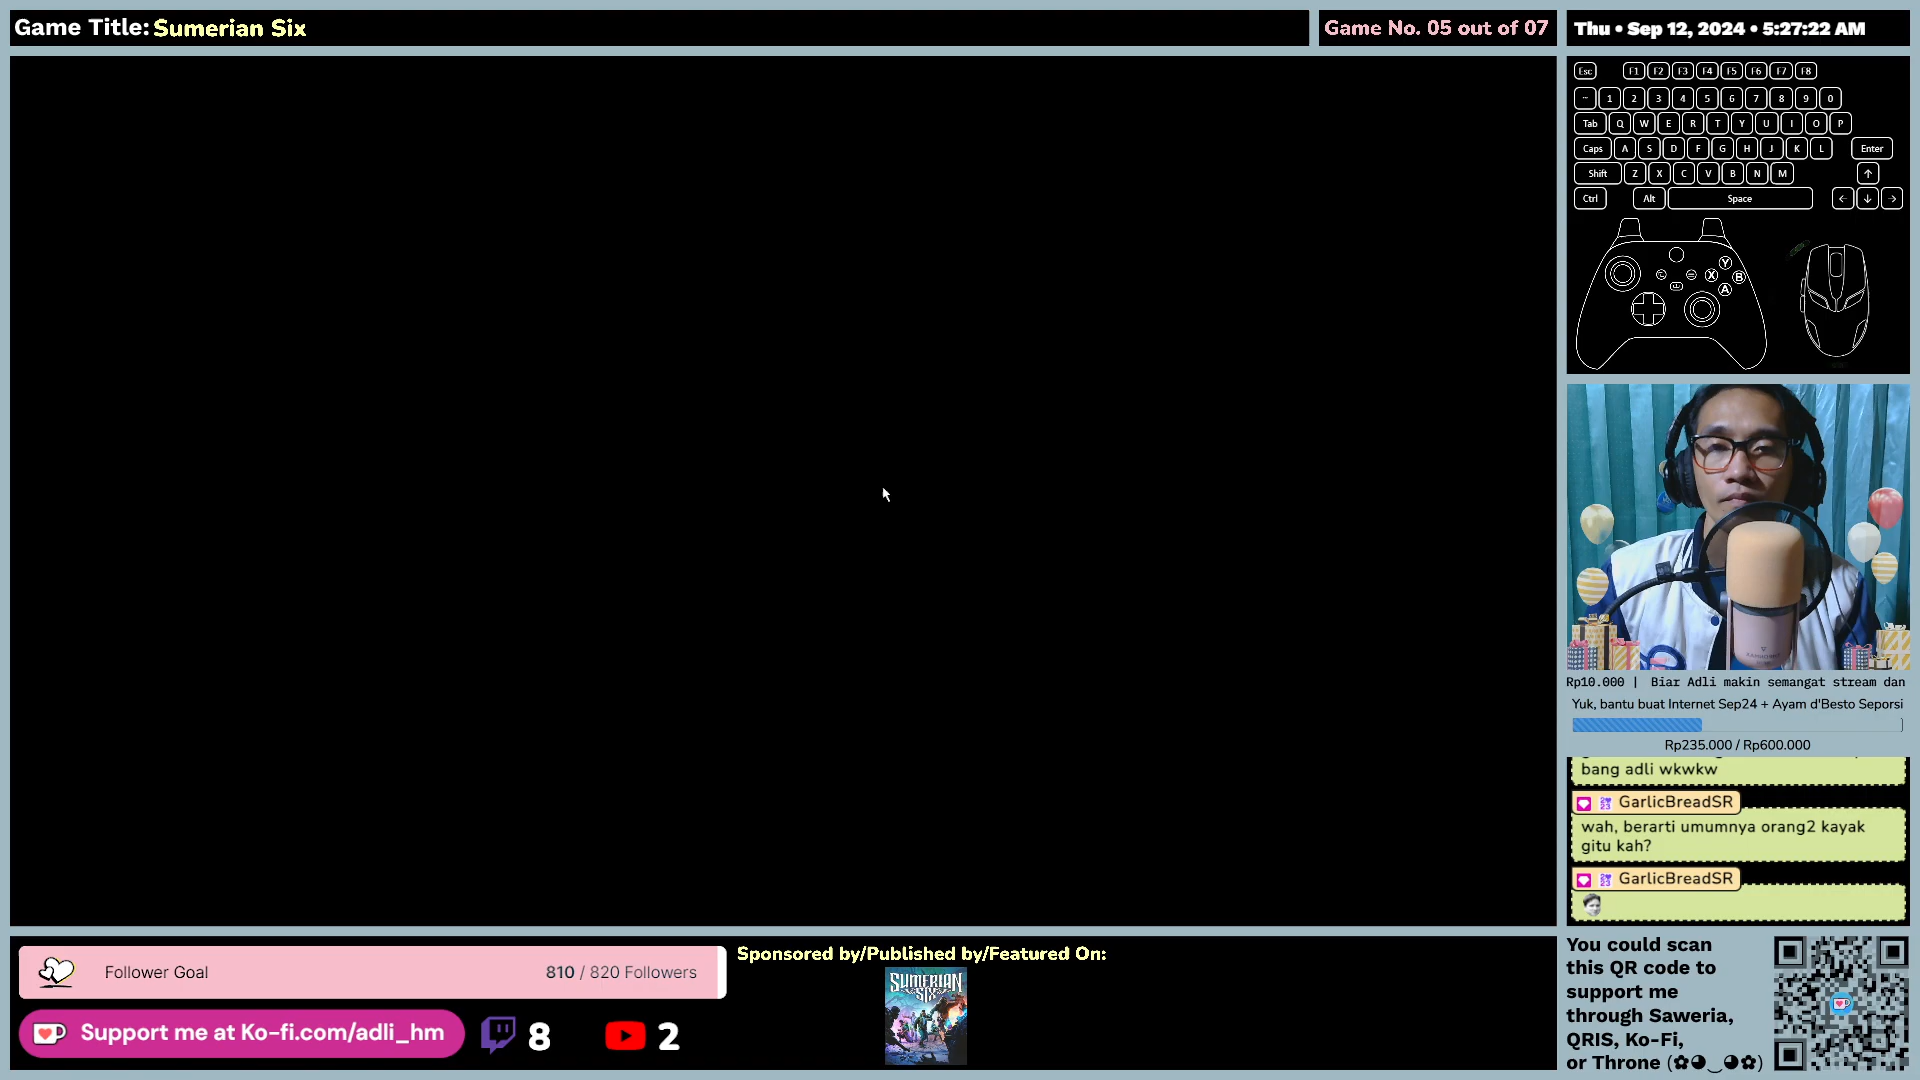 Game Title: Sumerian Six
Game No. 05 out of 07
Thu • Sep 12, 2024 • 5:27:22 AM
Esc F1 F2 F3 F4 F5 F6 F7 F8
~ 1 2 3 4 5 6 7 8 9 0
Tab Q W E R T Y U I O P
Caps A S D F G H J K L Enter
Shift Z X C V B N M ↑
Ctrl Alt Space ← ↓ →
Y
X B
A
Rp10.000 | Biar Adli makin semangat stream dan
Yuk, bantu buat Internet Sep24 + Ayam d'Besto Seporsi
Rp235.000 / Rp600.000
bang adli wkwkw
GarlicBreadSR
wah, berarti umumnya orang2 kayak
gitu kah?
GarlicBreadSR
Follower Goal 810 / 820 Followers
Support me at Ko-fi.com/adli_hm
8 2
Sponsored by/Published by/Featured On:
SUMERIAN
SIX
You could scan
this QR code to
support me
through Saweria,
QRIS, Ko-Fi,
or Throne (✿◕‿◕✿)